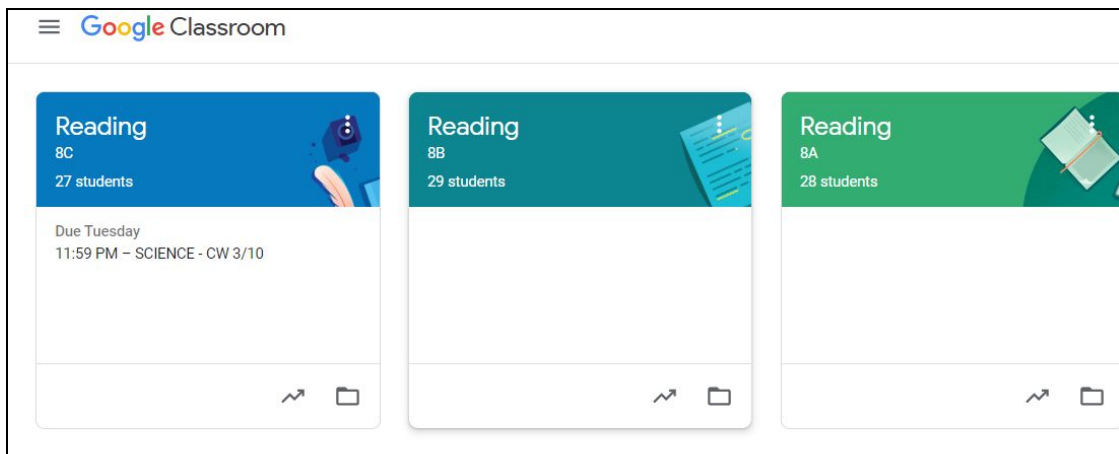 Google Classroom
Reading
8C
27 students
Due Tuesday
11:59 PM – SCIENCE - CW 3/10
Reading
8B
29 students
Reading
8A
28 students